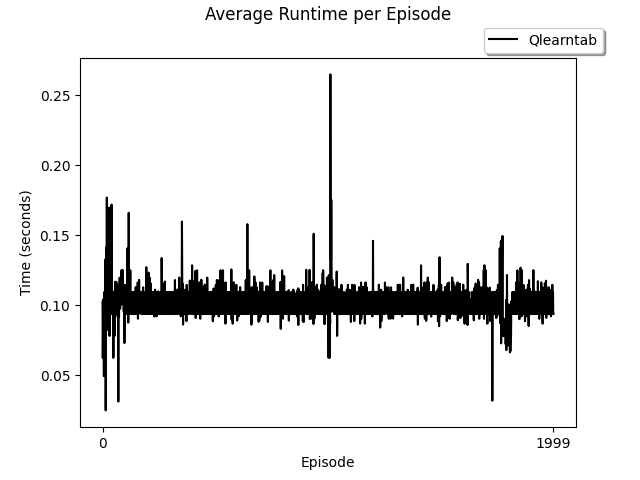 Average Runtime per Episode
Qlearntab
0.25
0.20
0.15
0.10
0.05
Time (seconds)
0 1999
Episode